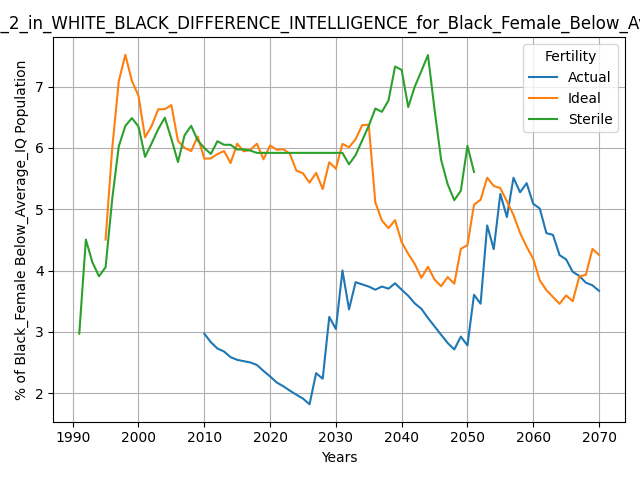 _2_in_WHITE_BLACK_DIFFERENCE_INTELLIGENCE_for_Black_Female_Below_Av
Fertility
Actual
Ideal
Sterile
% of Black_Female Below_Average_IQ Population
7
6
5
4
3
2
1990 2000 2010 2020 2030 2040 2050 2060 2070
Years